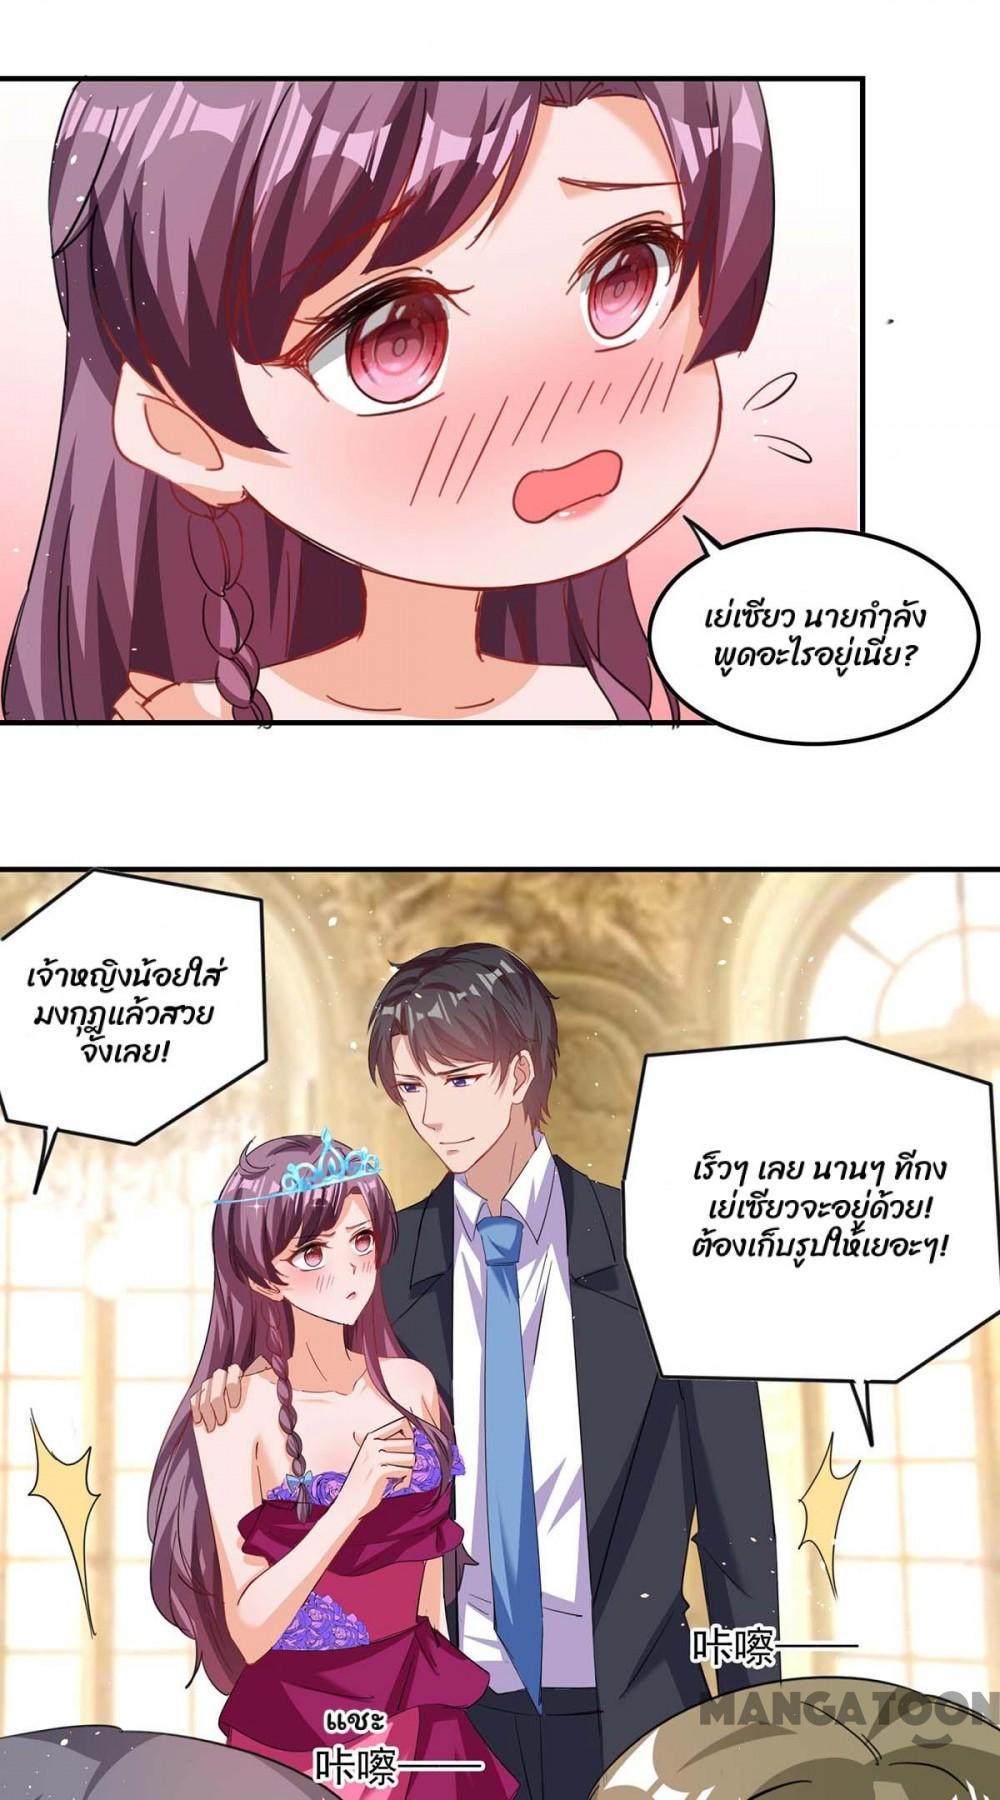 เย่เซียว นายกำลัง
พูดอะไรอยู่เนี่ย?
เจ้าหญิงน้อยใส่
มงกุฎแล้วสวย
จังเลย!
เร็วๆ เลย นานๆ ทีกง
เย่เซียวจะอยู่ด้วย!
ต้องเก็บรูปให้เยอะๆ!
咔嚓——
แชะ
咔嚓——
MANGATOON